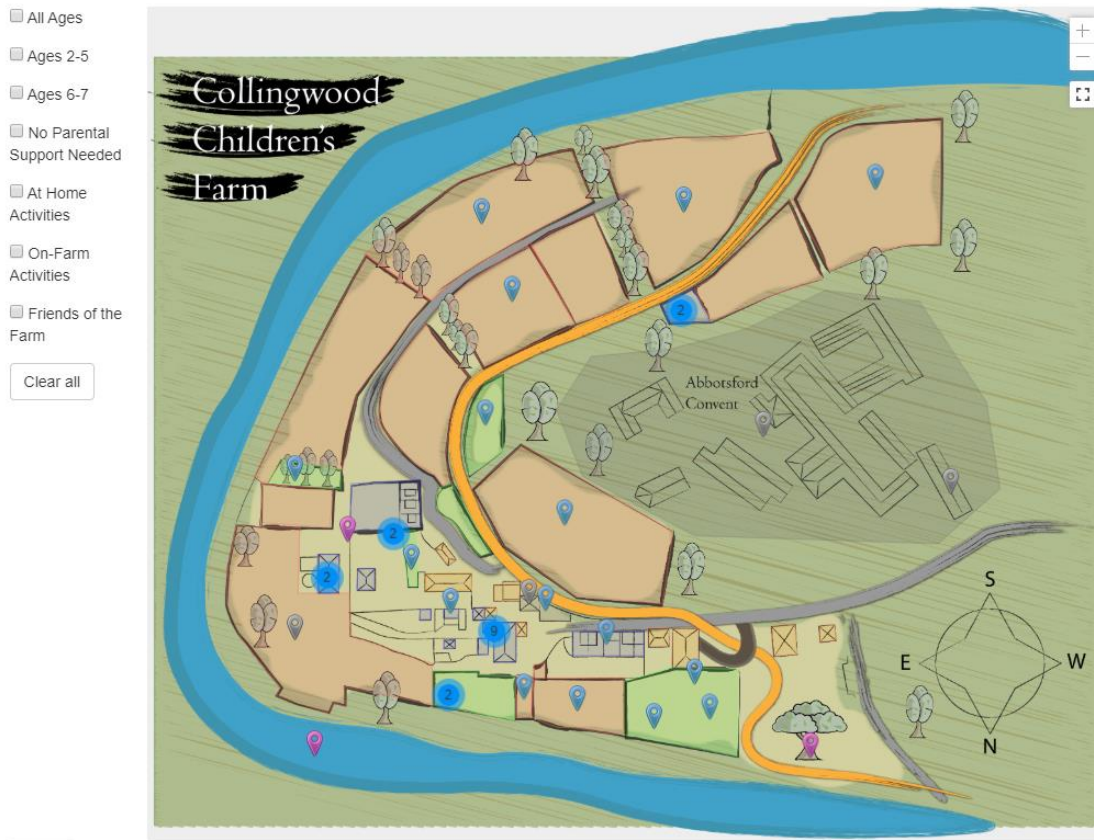 All Ages
Ages 2-5
Ages 6-7
No Parental
Support Needed
At Home
Activities
On-Farm
Activities
Friends of the
Farm
Clear all
Collingwood
Children's
Farm
+
−
2
Abbotsford
Convent
2
2
9
2
S
E
W
N